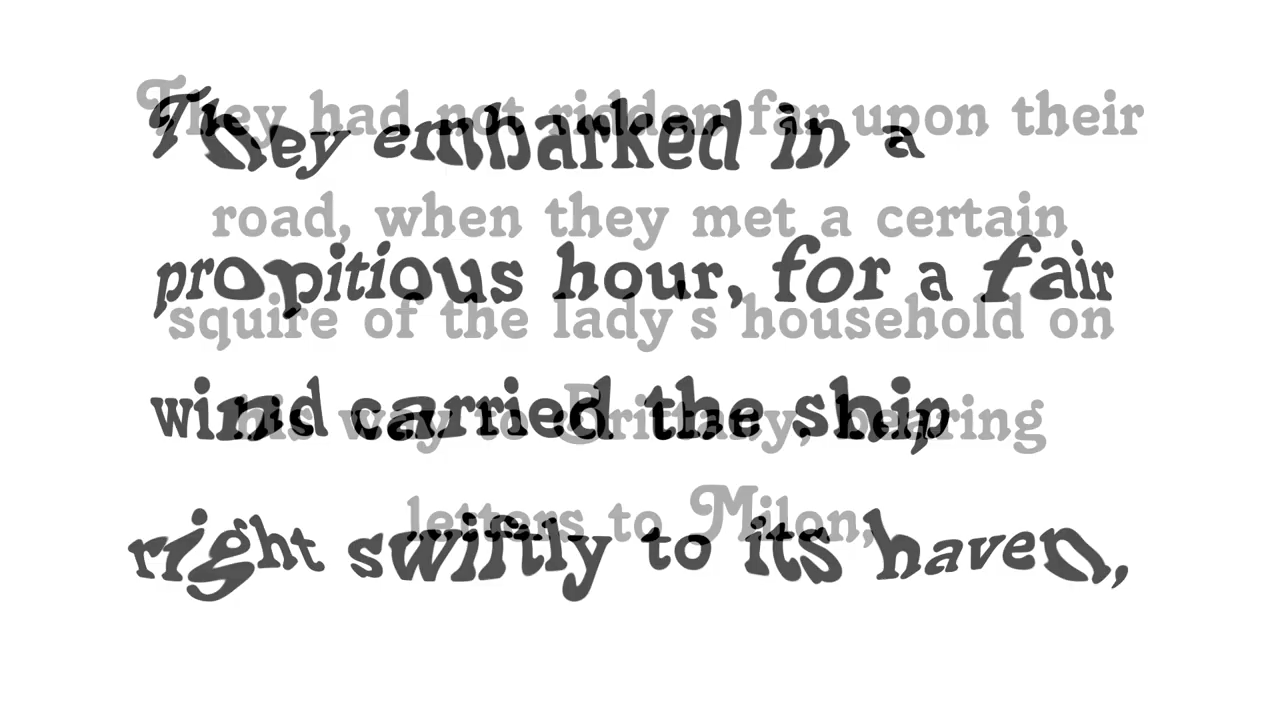 They had not ridden far upon their
road, when they met a certain
squire of the lady's household on
his way to Brittany, bearing
letters to Milon,
They embarked in a
propitious hour, for a fair
wind carried the ship
right swiftly to its haven,